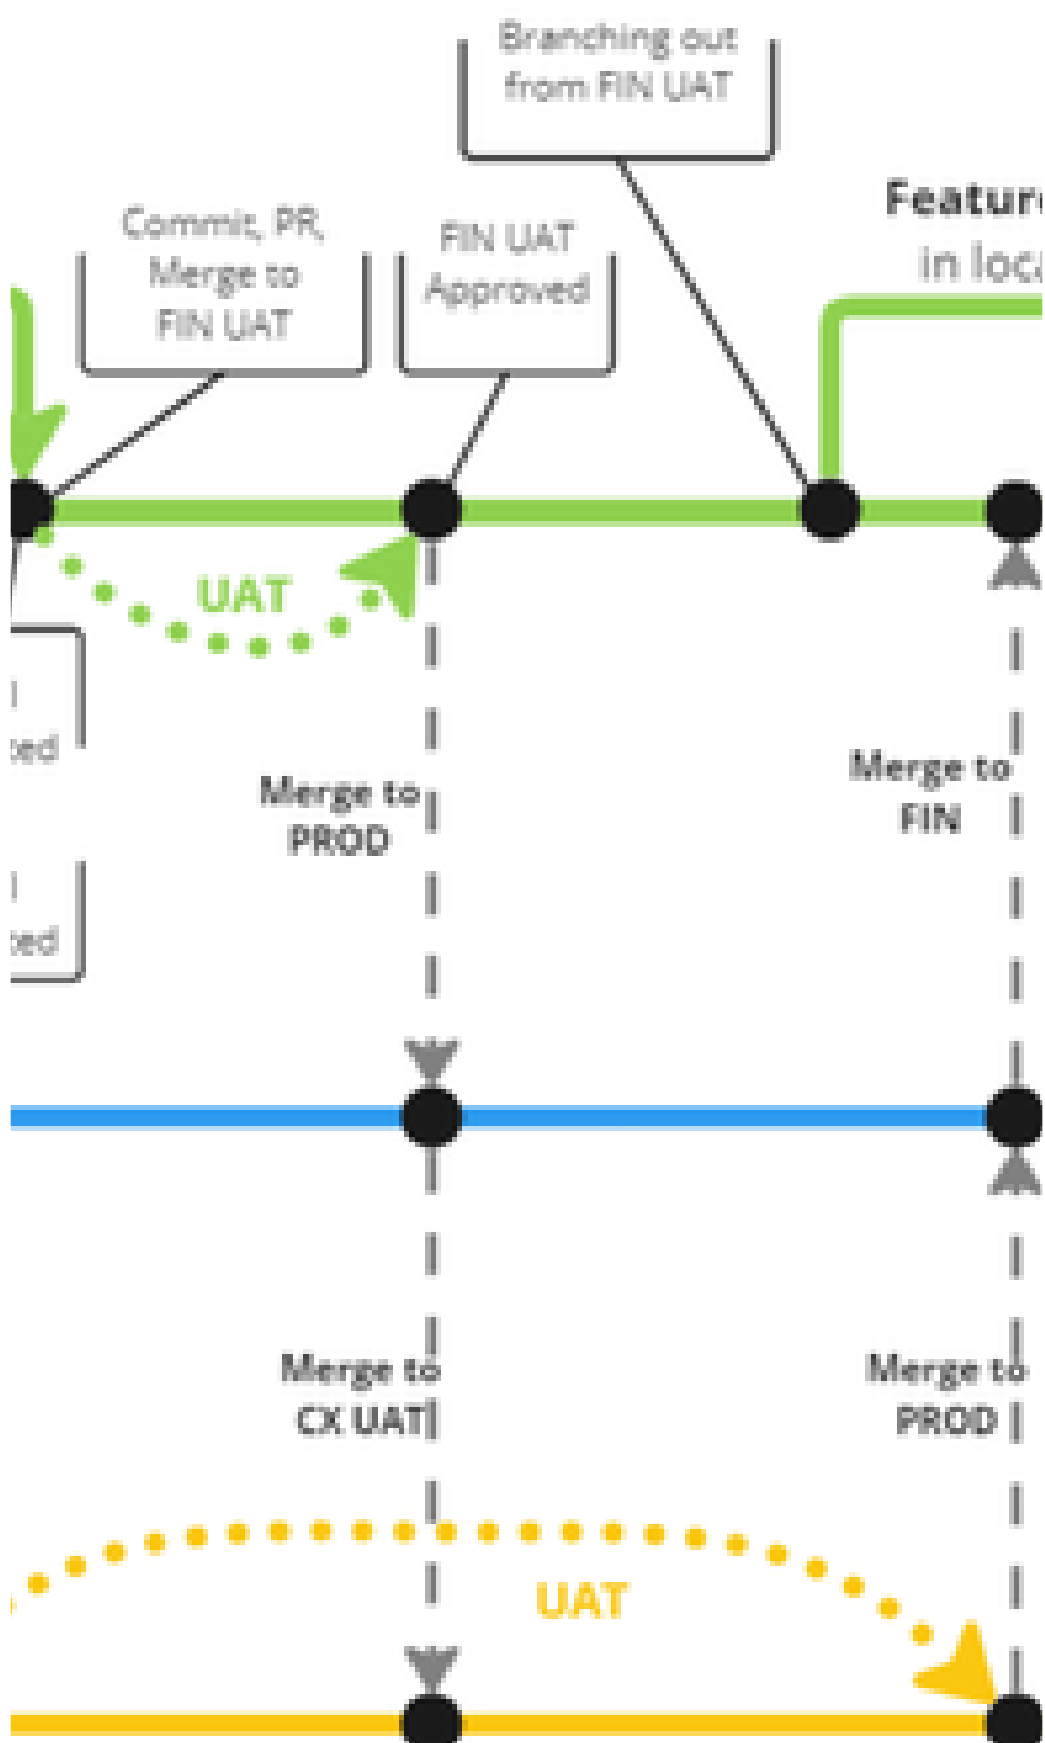 Branching out
from FIN UAT
Commit, PR,
Merge to
FIN UAT
FIN UAT
Approved
in
UAT
Merge to
PROD
Merge to
FIN
Merge to
CX UAT
Merge to
PROD
UAT